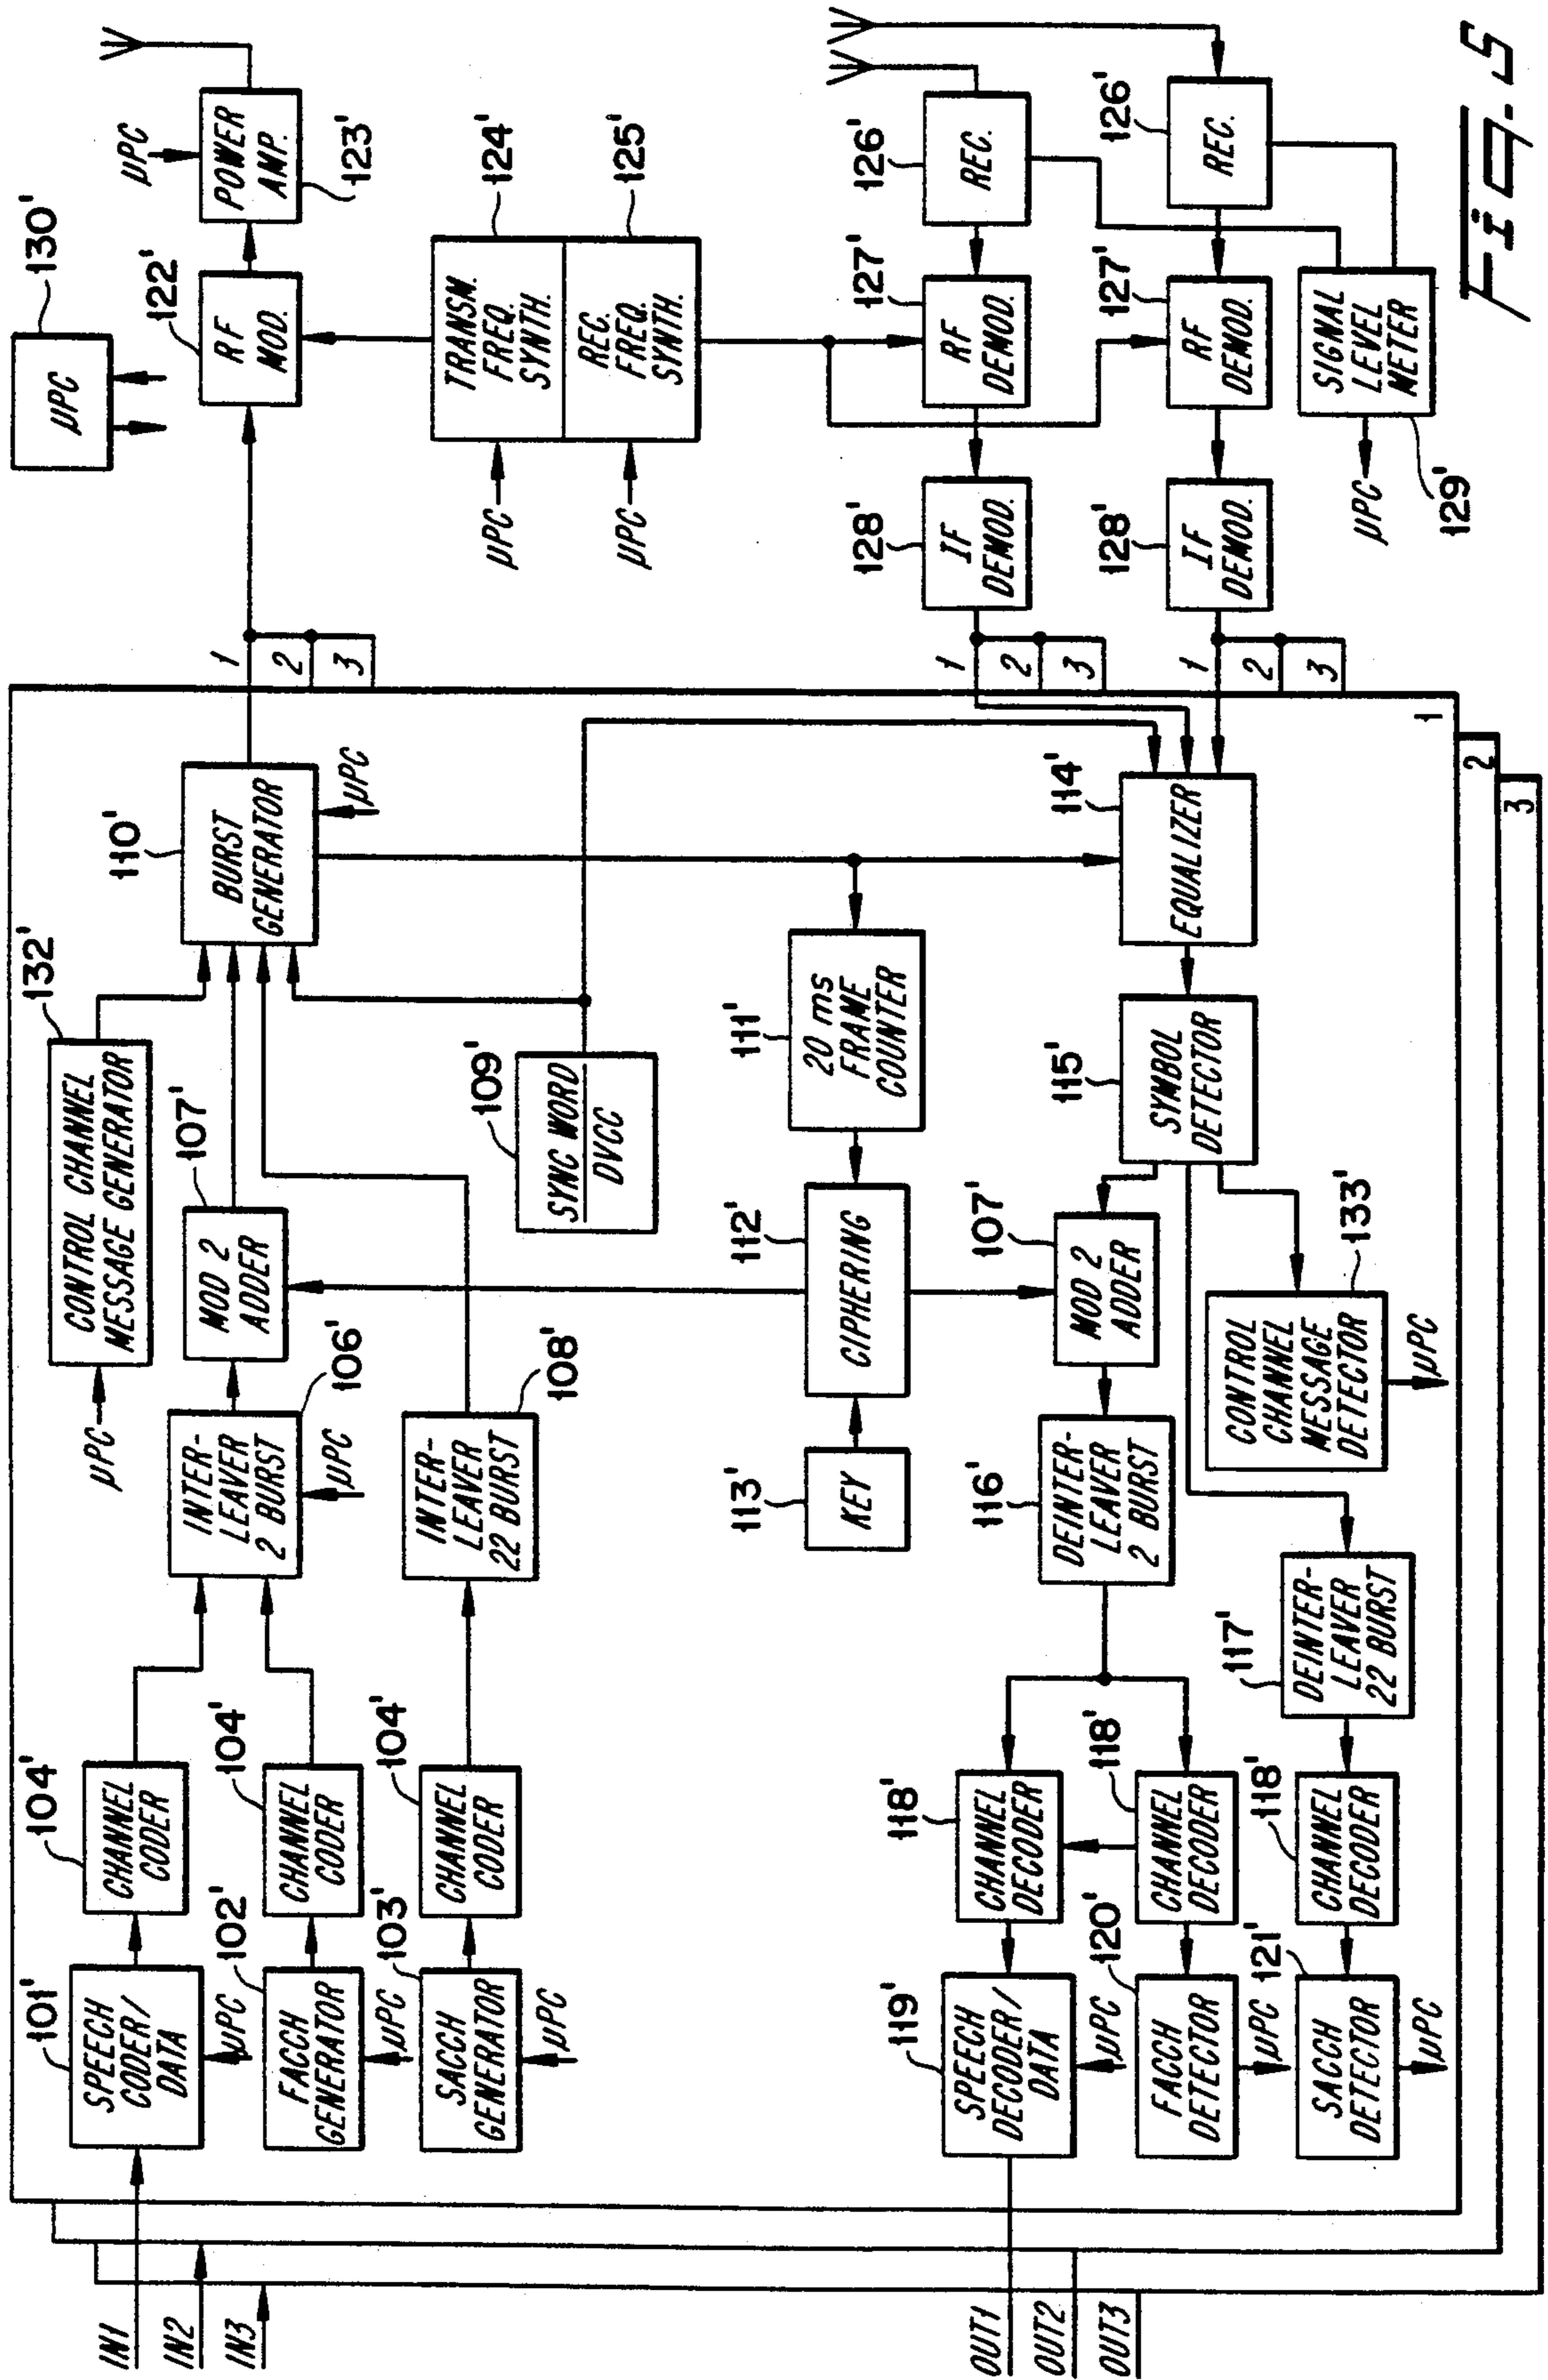 IN1
IN2
IN3
101'
SPEECH
CODER/
DATA
µPC
104'
CHANNEL
CODER
102'
FACCH
GENERATOR
µPC
104'
CHANNEL
CODER
103'
SACCH
GENERATOR
µPC
104'
CHANNEL
CODER
106'
INTER-
LEAVER
2 BURST
µPC
108'
INTER-
LEAVER
22 BURST
µPC
132'
CONTROL CHANNEL
MESSAGE GENERATOR
107'
MOD 2
ADDER
109'
SYNC WORD
DVCC
110'
BURST
GENERATOR
µPC
1
2
3
130'
µPC
122'
RF
MOD.
µPC
POWER
AMP.
123'
124'
TRANSM.
FREQ.
SYNTH.
125'
REC.
FREQ.
SYNTH.
µPC
µPC
113'
KEY
112'
CIPHERING
111'
20 ms
FRAME
COUNTER
114'
EQUALIZER
115'
SYMBOL
DETECTOR
107'
MOD 2
ADDER
133'
CONTROL
CHANNEL
MESSAGE
DETECTOR
µPC
116'
DEINTER-
LEAVER
2 BURST
117'
DEINTER-
LEAVER
22 BURST
118'
CHANNEL
DECODER
118'
CHANNEL
DECODER
118'
CHANNEL
DECODER
119'
SPEECH
DECODER/
DATA
µPC
120'
FACCH
DETECTOR
µPC
121'
SACCH
DETECTOR
µPC
OUT1
OUT2
OUT3
1
2
3
1
2
3
128'
IF
DEMOD.
127'
RF
DEMOD.
126'
REC.
128'
IF
DEMOD.
127'
RF
DEMOD.
126'
REC.
SIGNAL
LEVEL
METER
129'
µPC
1
2
3
Fig. 5